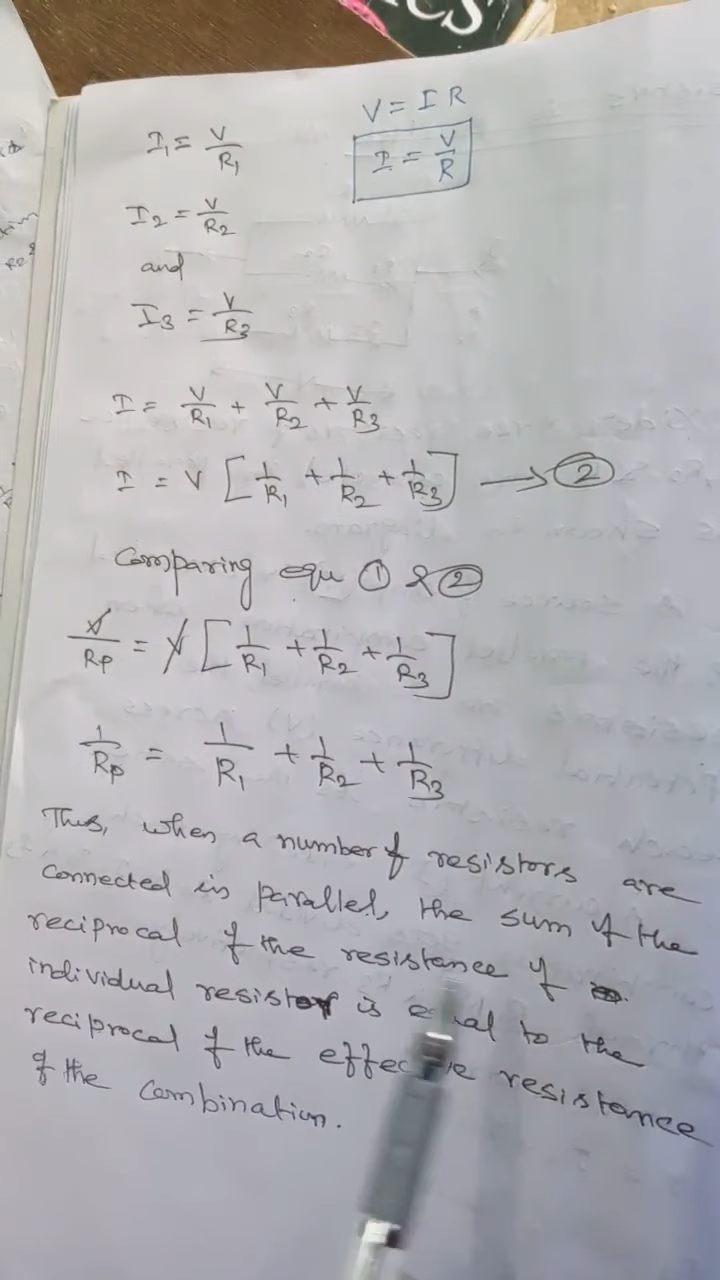 V = I R
I = V/R
I₁ = V/R₁
I₂ = V/R₂
and
I₃ = V/R₃
I = V/R₁ + V/R₂ + V/R₃
I = V [1/R₁ + 1/R₂ + 1/R₃] → ②
Comparing equ ① & ②
V/Rp = V [1/R₁ + 1/R₂ + 1/R₃]
1/Rp = 1/R₁ + 1/R₂ + 1/R₃
Thus, when a number of resistors are
connected in parallel, the sum of the
reciprocal of the resistance of
individual resistor is equal to the
reciprocal of the effective resistance
of the combination.